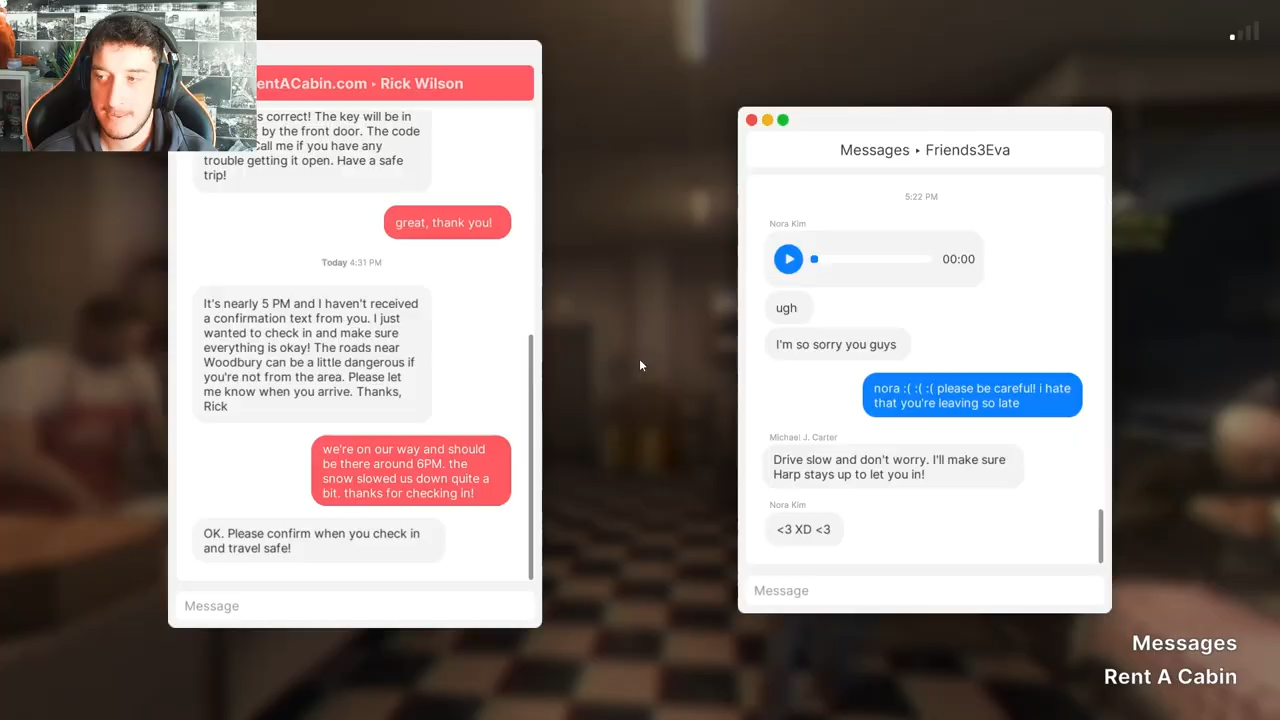 entACabin.com ▸ Rick Wilson
s correct! The key will be in
by the front door. The code
Call me if you have any
trouble getting it open. Have a safe
trip!
great, thank you!
Today 4:31 PM
It's nearly 5 PM and I haven't received
a confirmation text from you. I just
wanted to check in and make sure
everything is okay! The roads near
Woodbury can be a little dangerous if
you're not from the area. Please let
me know when you arrive. Thanks,
Rick
we're on our way and should
be there around 6PM. the
snow slowed us down quite a
bit. thanks for checking in!
OK. Please confirm when you check in
and travel safe!
Message
Messages ▸ Friends3Eva
5:22 PM
Nora Kim
00:00
ugh
I'm so sorry you guys
nora :( :( :( please be careful! i hate
that you're leaving so late
Michael J. Carter
Drive slow and don't worry. I'll make sure
Harp stays up to let you in!
Nora Kim
<3 XD <3
Message
Messages
Rent A Cabin